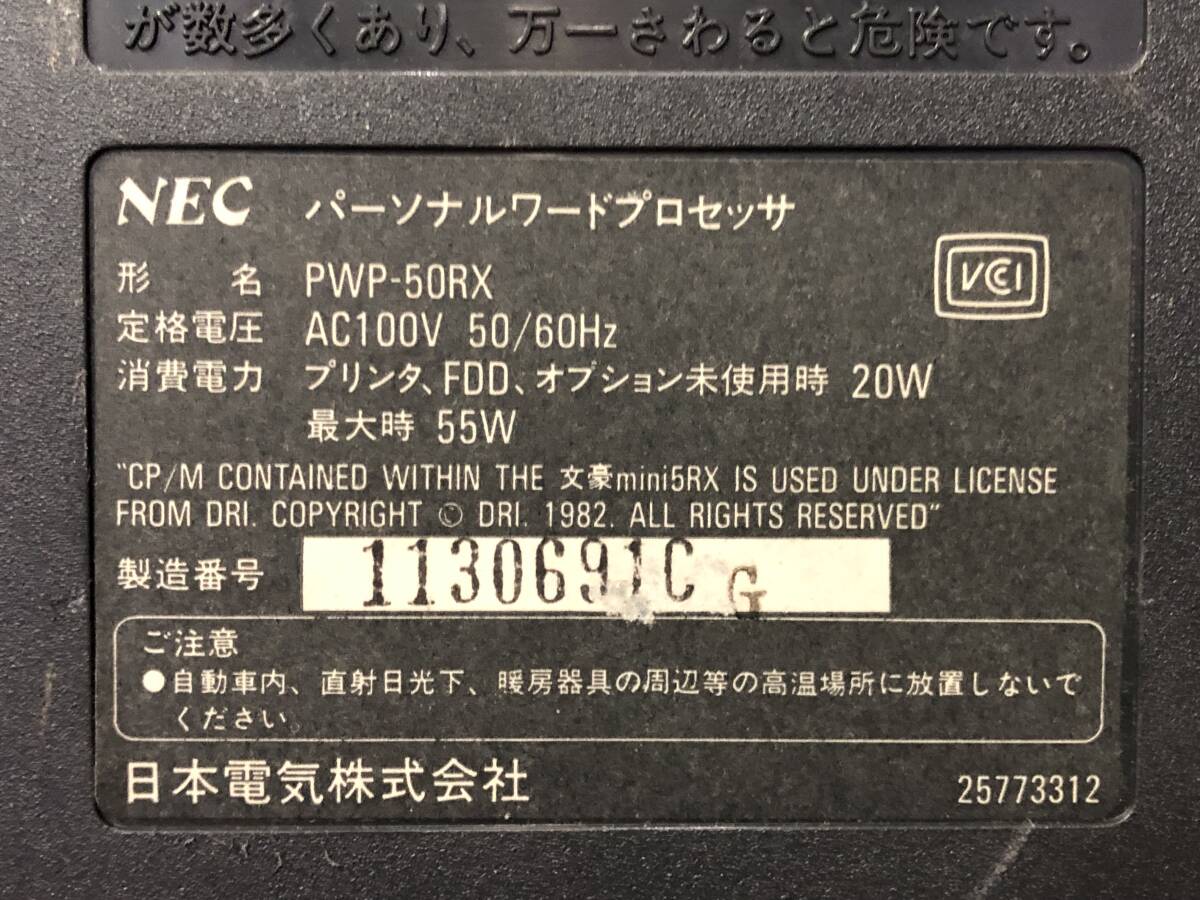 が数多くあり、万一さわると危険です。
NEC パーソナルワードプロセッサ
VCCI
形名 PWP-50RX
定格電圧 AC100V 50/60Hz
消費電力 プリンタ、FDD、オプション未使用時 20W
最大時 55W
"CP/M CONTAINED WITHIN THE 文豪mini5RX IS USED UNDER LICENSE
FROM DRI. COPYRIGHT © DRI. 1982. ALL RIGHTS RESERVED"
製造番号 1130691C G
ご注意
●自動車内、直射日光下、暖房器具の周辺等の高温場所に放置しないで
ください。
日本電気株式会社 25773312